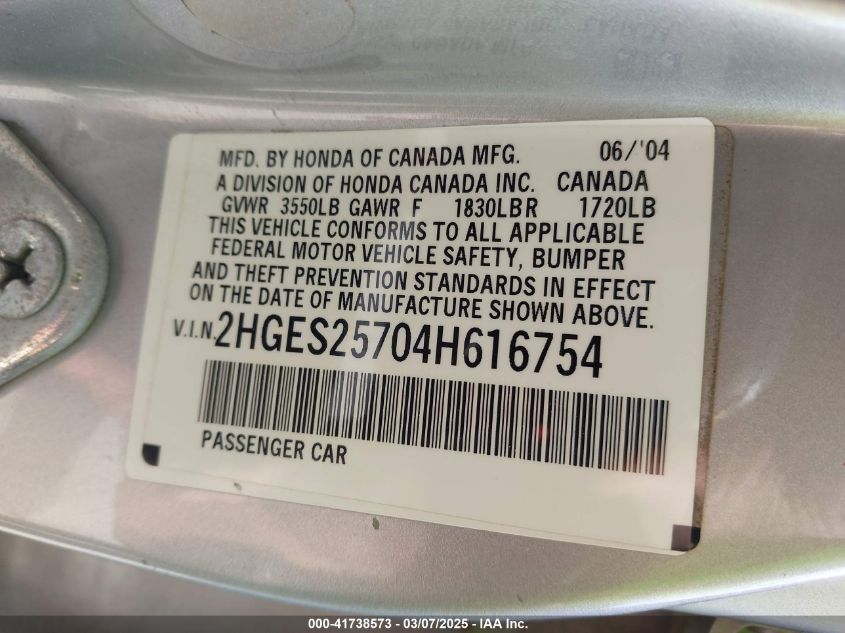 MFD. BY HONDA OF CANADA MFG. 06/'04
A DIVISION OF HONDA CANADA INC. CANADA
GVWR 3550LB GAWR F 1830LB R 1720LB
THIS VEHICLE CONFORMS TO ALL APPLICABLE
FEDERAL MOTOR VEHICLE SAFETY, BUMPER
AND THEFT PREVENTION STANDARDS IN EFFECT
ON THE DATE OF MANUFACTURE SHOWN ABOVE.
V.I.N. 2HGES25704H616754
PASSENGER CAR
000-41738573 — 03/07/2025 — IAA Inc.